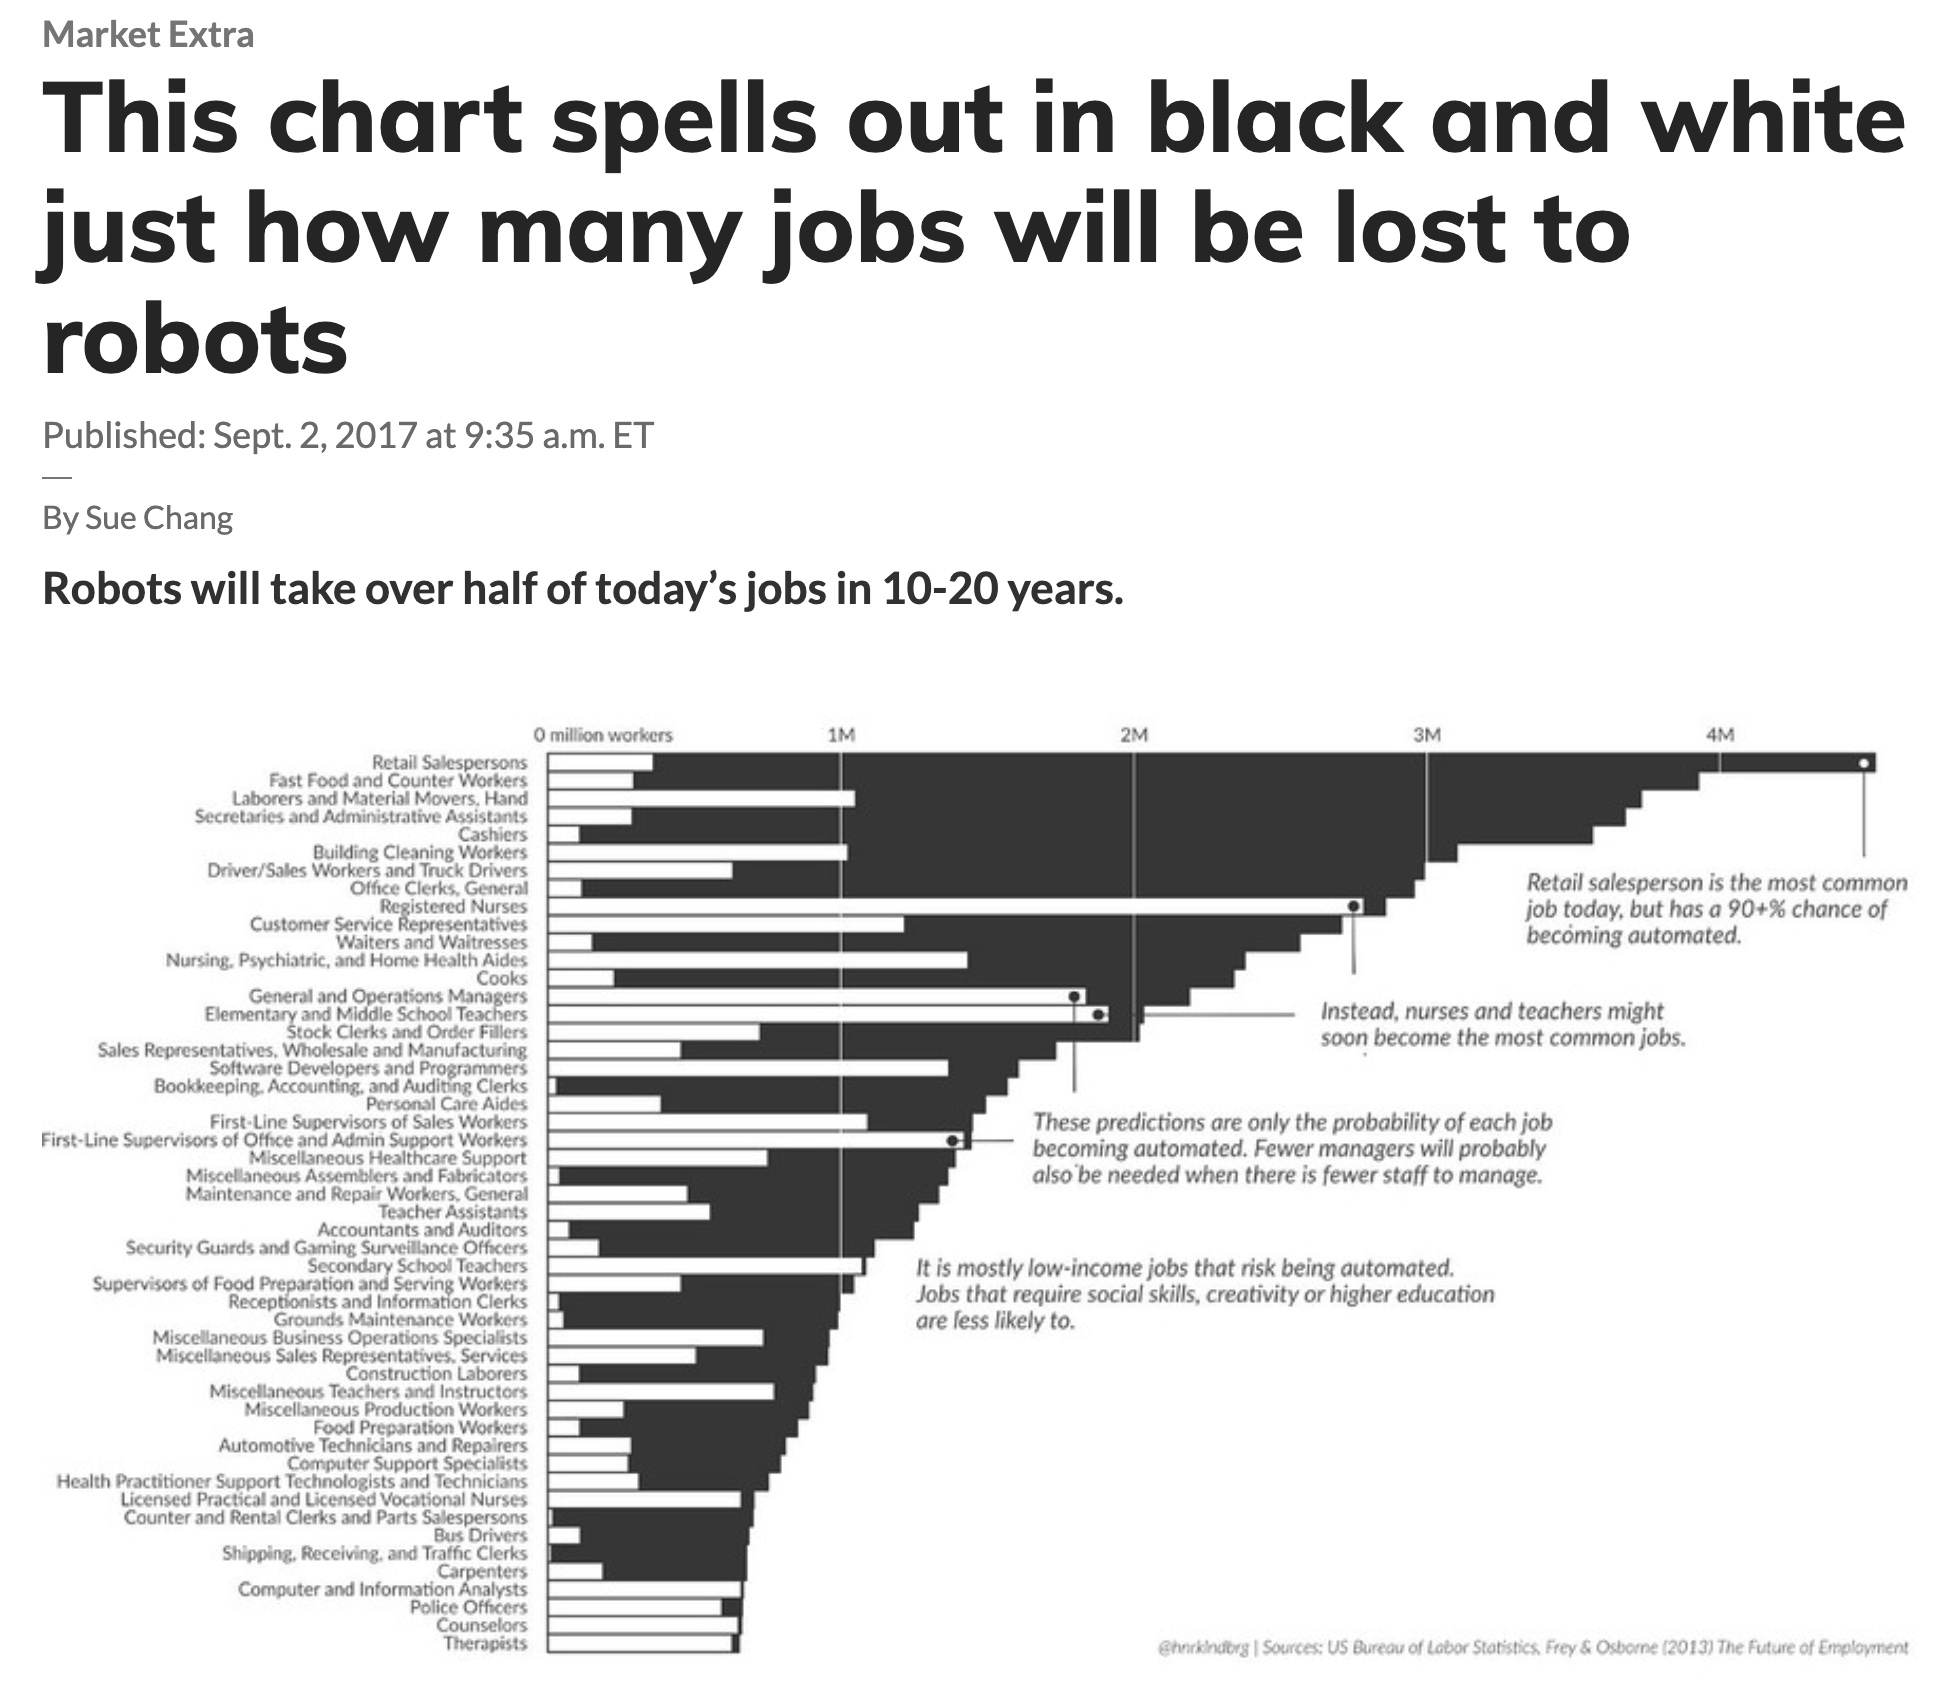 Market Extra
This chart spells out in black and white
just how many jobs will be lost to
robots
Published: Sept. 2, 2017 at 9:35 a.m. ET
By Sue Chang
Robots will take over half of today's jobs in 10-20 years.
0 million workers 1M 2M 3M 4M
Retail Salespersons
Fast Food and Counter Workers
Laborers and Material Movers, Hand
Secretaries and Administrative Assistants
Cashiers
Building Cleaning Workers
Driver/Sales Workers and Truck Drivers
Office Clerks, General
Registered Nurses
Customer Service Representatives
Waiters and Waitresses
Nursing, Psychiatric, and Home Health Aides
Cooks
General and Operations Managers
Elementary and Middle School Teachers
Stock Clerks and Order Fillers
Sales Representatives, Wholesale and Manufacturing
Software Developers and Programmers
Bookkeeping, Accounting, and Auditing Clerks
Personal Care Aides
First-Line Supervisors of Sales Workers
First-Line Supervisors of Office and Admin Support Workers
Miscellaneous Healthcare Support
Miscellaneous Assemblers and Fabricators
Maintenance and Repair Workers, General
Teacher Assistants
Accountants and Auditors
Security Guards and Gaming Surveillance Officers
Secondary School Teachers
Supervisors of Food Preparation and Serving Workers
Receptionists and Information Clerks
Grounds Maintenance Workers
Miscellaneous Business Operations Specialists
Miscellaneous Sales Representatives, Services
Construction Laborers
Miscellaneous Teachers and Instructors
Miscellaneous Production Workers
Food Preparation Workers
Automotive Technicians and Repairers
Computer Support Specialists
Health Practitioner Support Technologists and Technicians
Licensed Practical and Licensed Vocational Nurses
Counter and Rental Clerks and Parts Salespersons
Bus Drivers
Shipping, Receiving, and Traffic Clerks
Carpenters
Computer and Information Analysts
Police Officers
Counselors
Therapists
Retail salesperson is the most common
job today, but has a 90+% chance of
becoming automated.
Instead, nurses and teachers might
soon become the most common jobs.
These predictions are only the probability of each job
becoming automated. Fewer managers will probably
also be needed when there is fewer staff to manage.
It is mostly low-income jobs that risk being automated.
Jobs that require social skills, creativity or higher education
are less likely to.
@hnrklndbrg | Sources: US Bureau of Labor Statistics, Frey & Osborne (2013) The Future of Employment